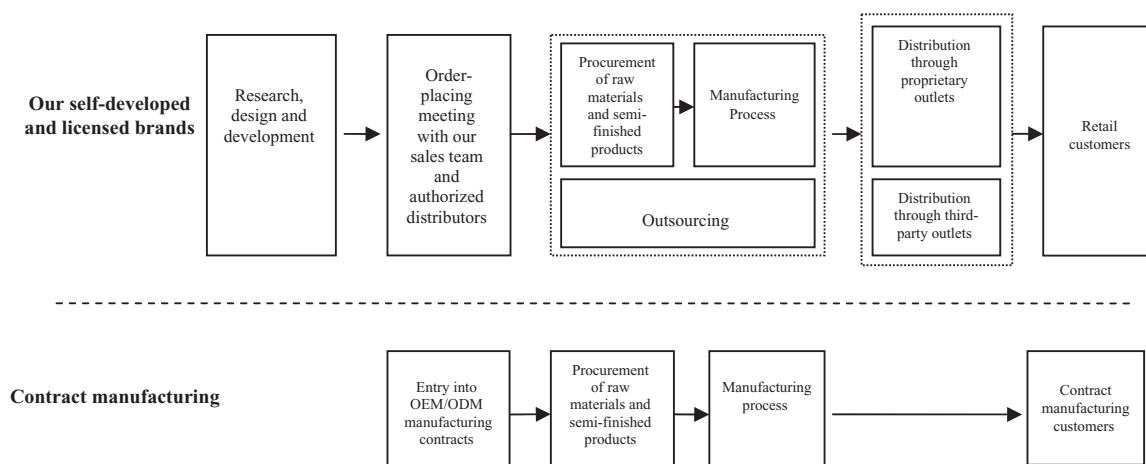 Our self-developed
and licensed brands
Research,
design and
development
Order-
placing
meeting
with our
sales team
and
authorized
distributors
Procurement
of raw
materials
and semi-
finished
products
Manufacturing
Process
Outsourcing
Distribution
through
proprietary
outlets
Distribution
through third-
party outlets
Retail
customers
Contract manufacturing
Entry into
OEM/ODM
manufacturing
contracts
Procurement
of raw
materials and
semi-finished
products
Manufacturing
process
Contract
manufacturing
customers